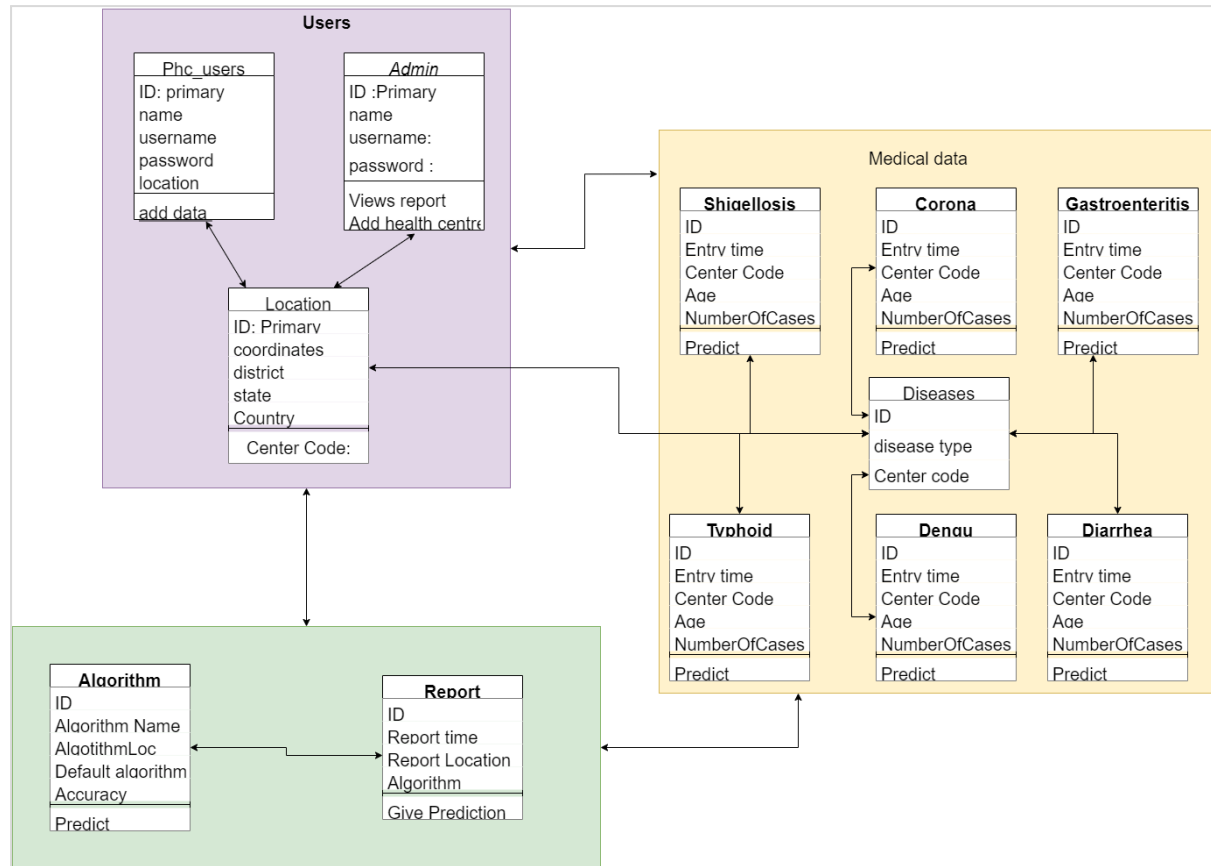 Users
Phc_users
ID: primary
name
username
password
location
add data
Admin
ID :Primary
name
username:
password :
Views report
Add health centre
Location
ID: Primary
coordinates
district
state
Country
Center Code:
Medical data
Shigellosis
ID
Entry time
Center Code
Age
NumberOfCases
Predict
Corona
ID
Entry time
Center Code
Age
NumberOfCases
Predict
Gastroenteritis
ID
Entry time
Center Code
Age
NumberOfCases
Predict
Diseases
ID
disease type
Center code
Typhoid
ID
Entry time
Center Code
Age
NumberOfCases
Predict
Dengu
ID
Entry time
Center Code
Age
NumberOfCases
Predict
Diarrhea
ID
Entry time
Center Code
Age
NumberOfCases
Predict
Algorithm
ID
Algorithm Name
AlgotithmLoc
Default algorithm
Accuracy
Predict
Report
ID
Report time
Report Location
Algorithm
Give Prediction